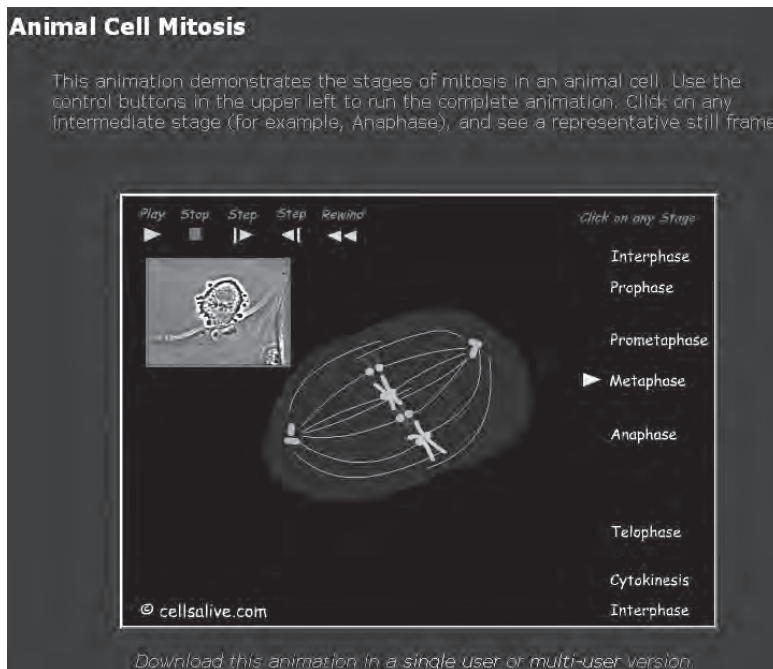 Animal Cell Mitosis
This animation demonstrates the stages of mitosis in an animal cell. Use the
control buttons in the upper left to run the complete animation. Click on any
intermediate stage (for example, Anaphase), and see a representative still frame
Play Stop Step Step Rewind
Click on any Stage
Interphase
Prophase
Prometaphase
Metaphase
Anaphase
Telophase
Cytokinesis
Interphase
© cellsalive.com
Download this animation in a single user or multi-user version